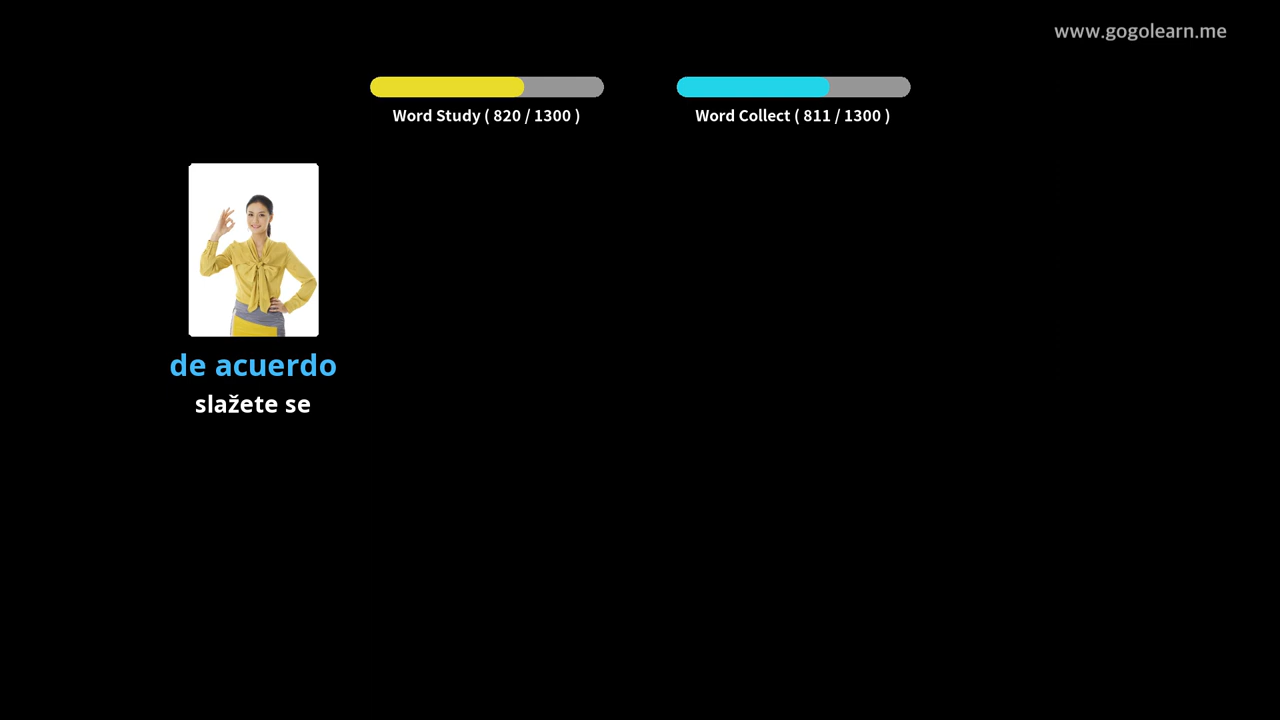 www.gogolearn.me
Word Study ( 820 / 1300 )
Word Collect ( 811 / 1300 )
de acuerdo
slažete se